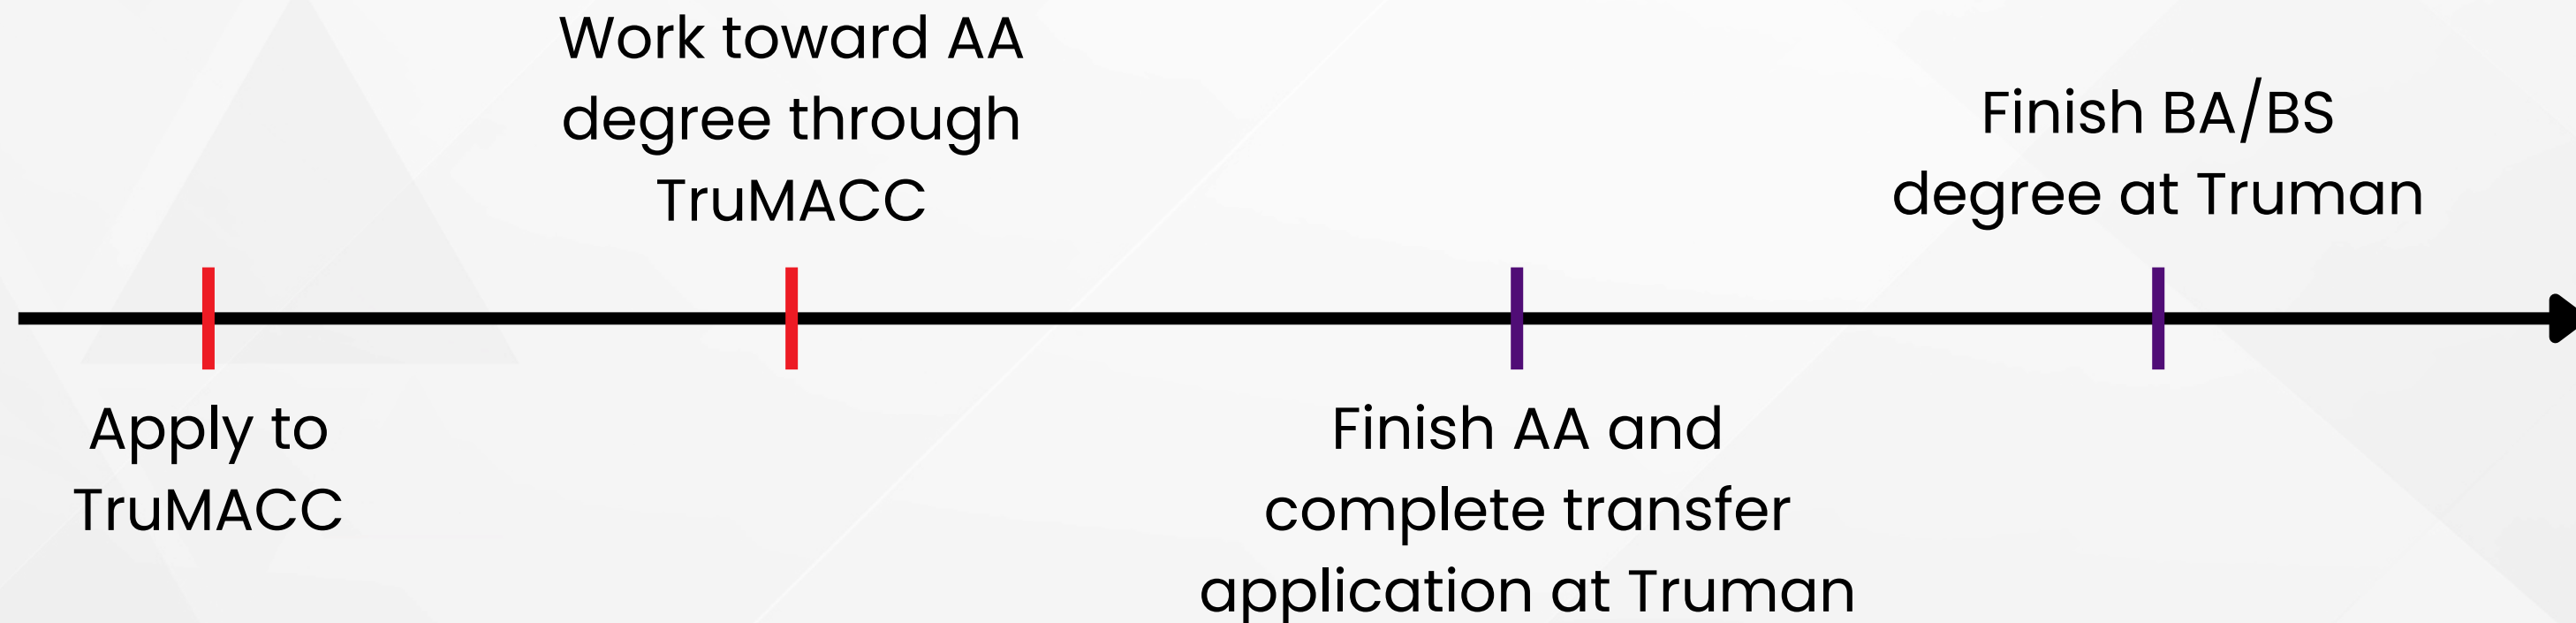 Apply to
TruMACC
Work toward AA
degree through
TruMACC
Finish AA and
complete transfer
application at Truman
Finish BA/BS
degree at Truman